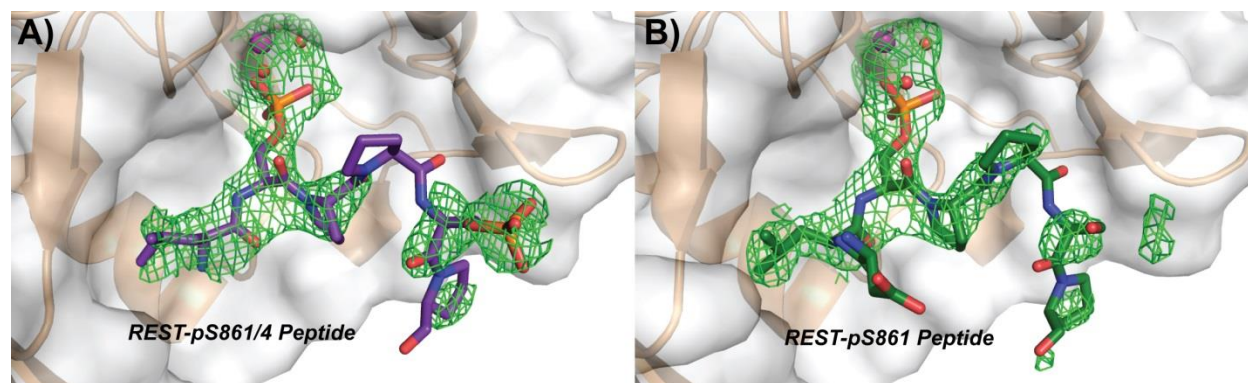 A)
B)
REST-pS861/4 Peptide
REST-pS861 Peptide